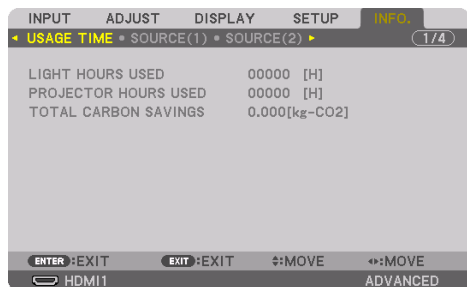 INPUT ADJUST DISPLAY SETUP INFO.
◂ USAGE TIME • SOURCE(1) • SOURCE(2) ▸ 1/4
LIGHT HOURS USED 00000 [H]
PROJECTOR HOURS USED 00000 [H]
TOTAL CARBON SAVINGS 0.000[kg-CO2]
ENTER:EXIT EXIT:EXIT ♦:MOVE ◂▸:MOVE
HDMI1 ADVANCED